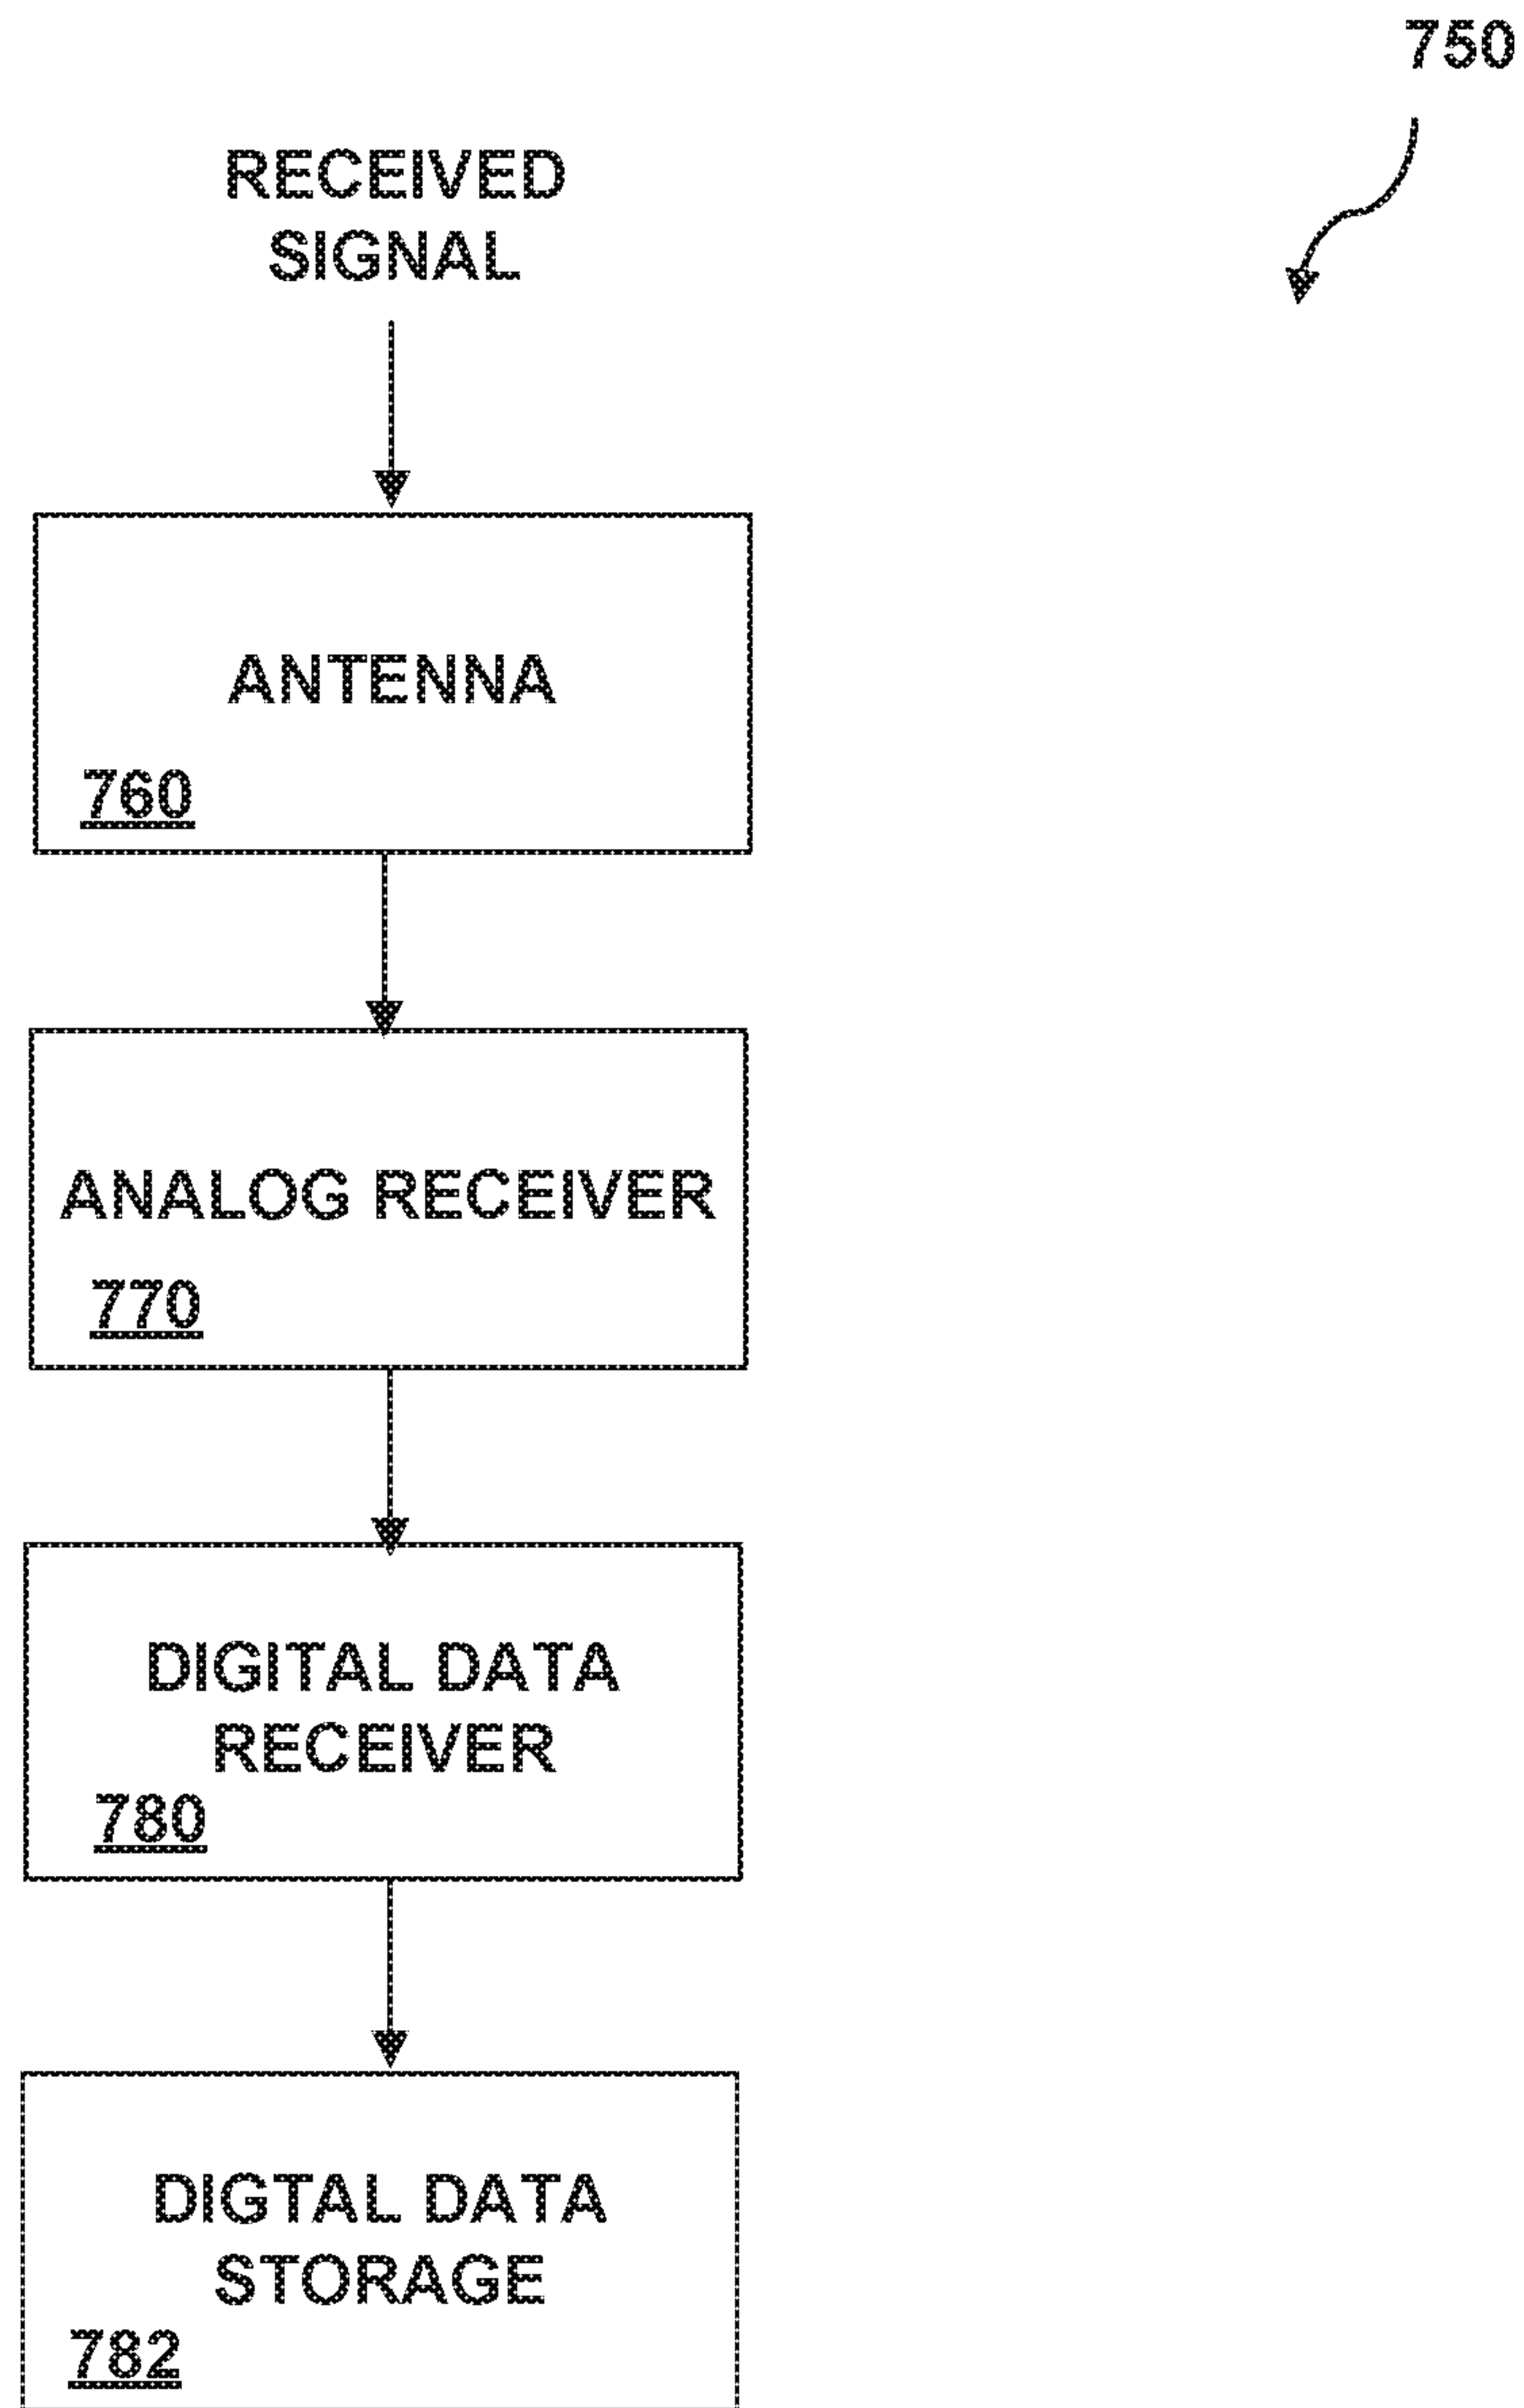 750
RECEIVED
SIGNAL
ANTENNA
760
ANALOG RECEIVER
770
DIGITAL DATA
RECEIVER
780
DIGTAL DATA
STORAGE
782